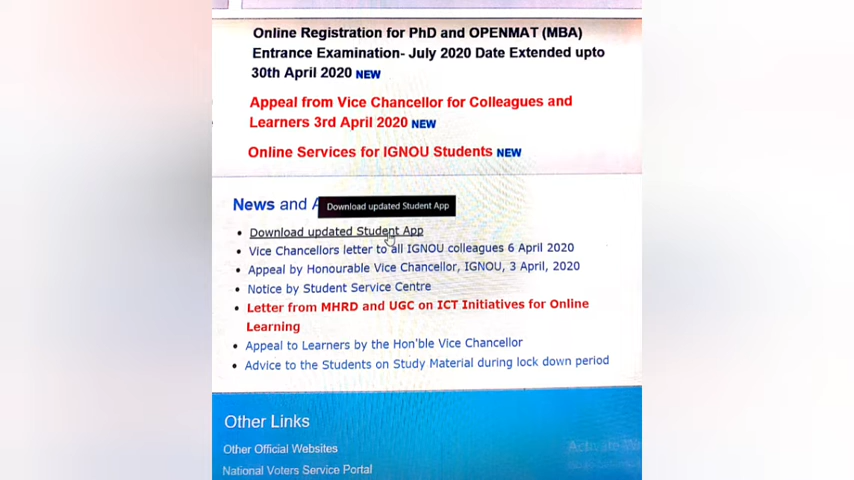 Online Registration for PhD and OPENMAT (MBA)
Entrance Examination- July 2020 Date Extended upto
30th April 2020 NEW
Appeal from Vice Chancellor for Colleagues and
Learners 3rd April 2020 NEW
Online Services for IGNOU Students NEW
News and
Download updated Student App
Download updated Student App
Vice Chancellors letter to all IGNOU colleagues 6 April 2020
Appeal by Honourable Vice Chancellor, IGNOU, 3 April, 2020
Notice by Student Service Centre
Letter from MHRD and UGC on ICT Initiatives for Online
Learning
Appeal to Learners by the Hon'ble Vice Chancellor
Advice to the Students on Study Material during lock down period
Other Links
Other Official Websites
National Voters Service Portal